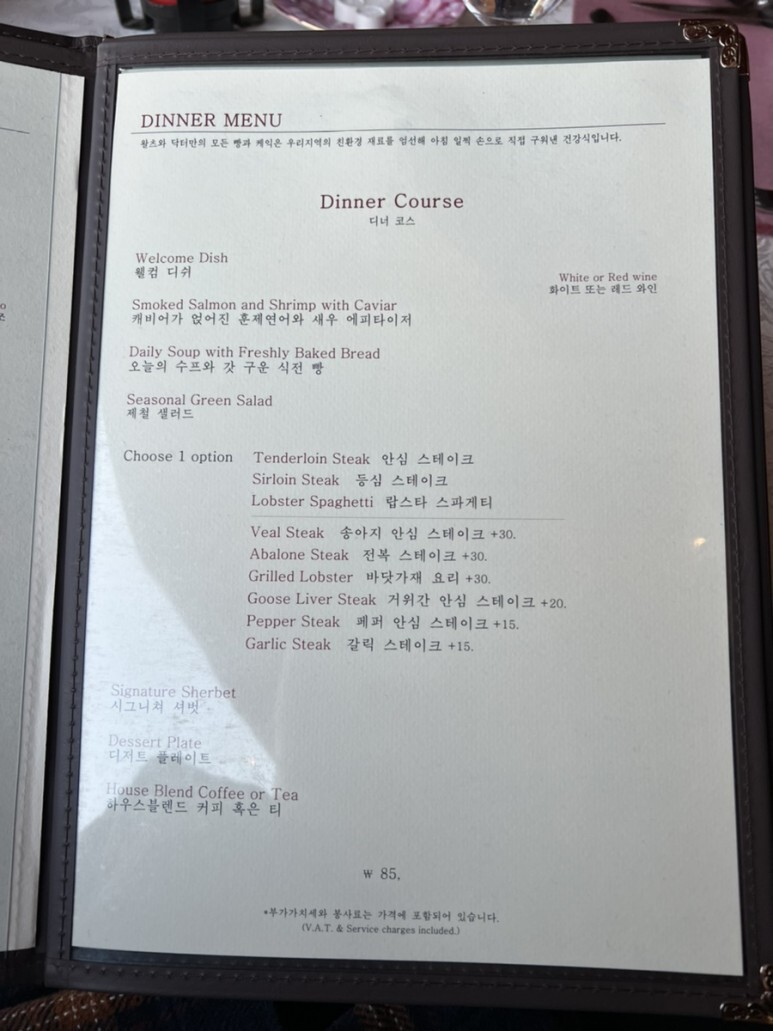 DINNER MENU
왈츠와 닥터만의 모든 빵과 케익은 우리지역의 친환경 재료를 엄선해 아침 일찍 손으로 직접 구워낸 건강식입니다.
Dinner Course
디너 코스
Welcome Dish
웰컴 디쉬
White or Red wine
화이트 또는 레드 와인
Smoked Salmon and Shrimp with Caviar
캐비어가 얹어진 훈제연어와 새우 에피타이저
Daily Soup with Freshly Baked Bread
오늘의 수프와 갓 구운 식전 빵
Seasonal Green Salad
제철 샐러드
Choose 1 option Tenderloin Steak 안심 스테이크
Sirloin Steak 등심 스테이크
Lobster Spaghetti 랍스타 스파게티
Veal Steak 송아지 안심 스테이크 +30.
Abalone Steak 전복 스테이크 +30.
Grilled Lobster 바닷가재 요리 +30.
Goose Liver Steak 거위간 안심 스테이크 +20.
Pepper Steak 페퍼 안심 스테이크 +15.
Garlic Steak 갈릭 스테이크 +15.
Signature Sherbet
시그니쳐 셔벗
Dessert Plate
디저트 플레이트
House Blend Coffee or Tea
하우스블렌드 커피 혹은 티
₩ 85,
*부가가치세와 봉사료는 가격에 포함되어 있습니다.
(V.A.T. & Service charges included.)